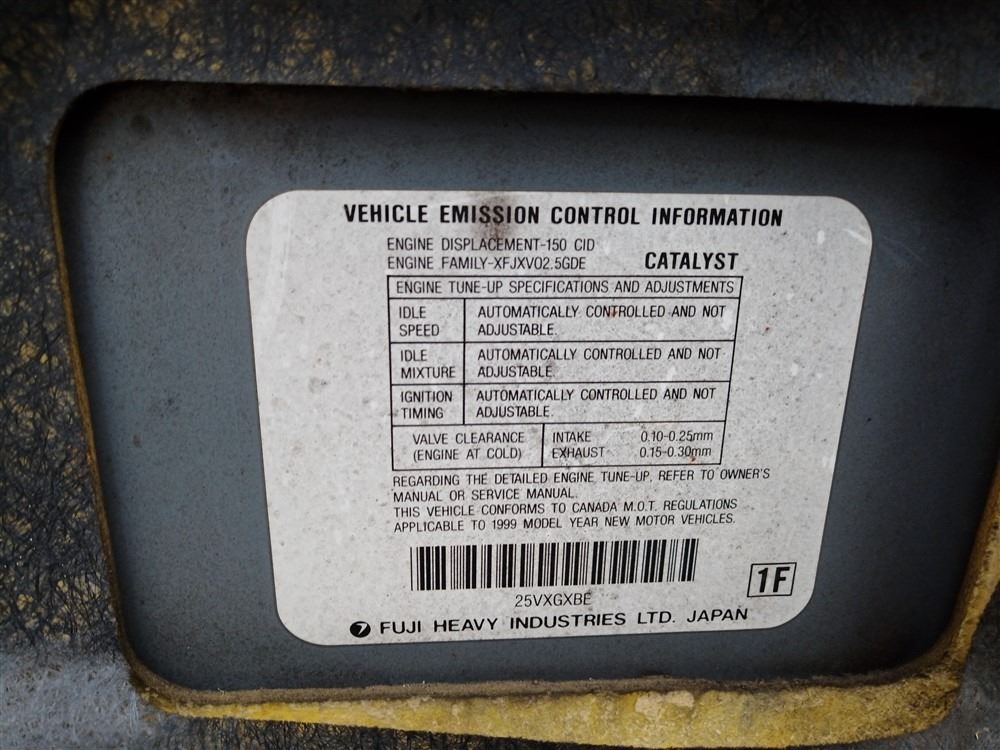 VEHICLE EMISSION CONTROL INFORMATION
ENGINE DISPLACEMENT-150 CID
ENGINE FAMILY-XFJXV02.5GDE CATALYST
ENGINE TUNE-UP SPECIFICATIONS AND ADJUSTMENTS
IDLE SPEED AUTOMATICALLY CONTROLLED AND NOT
ADJUSTABLE.
IDLE MIXTURE AUTOMATICALLY CONTROLLED AND NOT
ADJUSTABLE.
IGNITION TIMING AUTOMATICALLY CONTROLLED AND NOT
ADJUSTABLE.
VALVE CLEARANCE INTAKE 0.10-0.25mm
(ENGINE AT COLD) EXHAUST 0.15-0.30mm
REGARDING THE DETAILED ENGINE TUNE-UP, REFER TO OWNER'S
MANUAL OR SERVICE MANUAL.
THIS VEHICLE CONFORMS TO CANADA M.O.T. REGULATIONS
APPLICABLE TO 1999 MODEL YEAR NEW MOTOR VEHICLES.
25VXGXBE
1F
7 FUJI HEAVY INDUSTRIES LTD. JAPAN